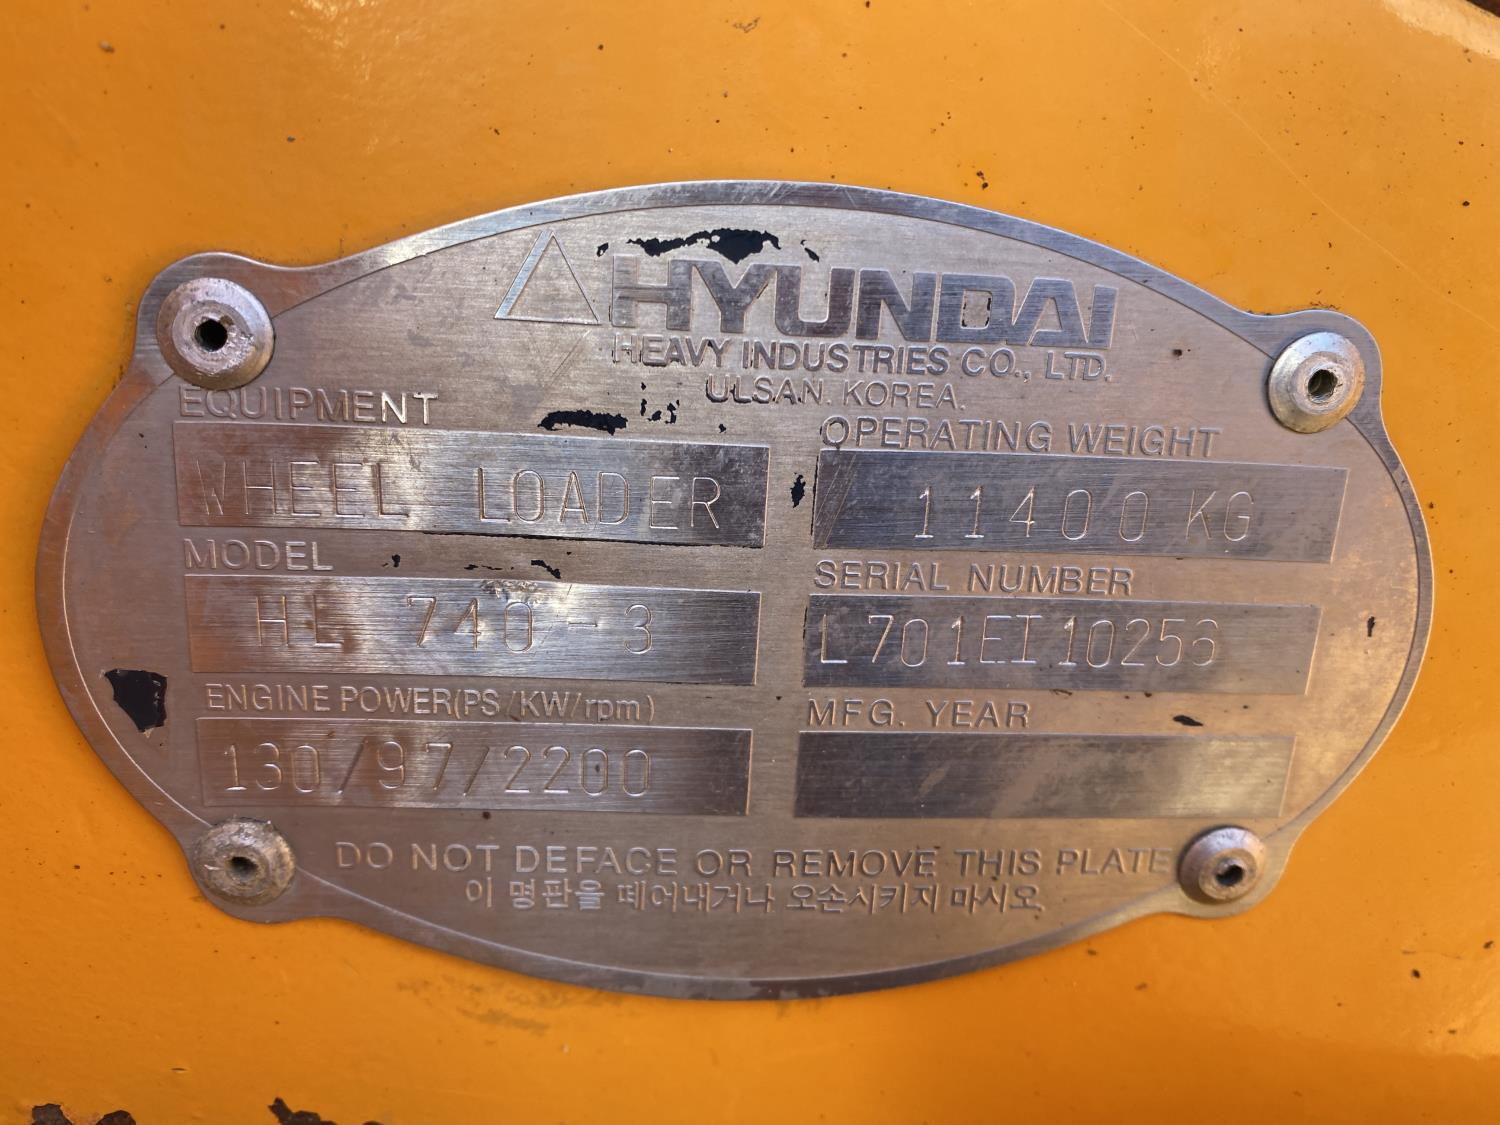 HYUNDAI
HEAVY INDUSTRIES CO., LTD.
ULSAN. KOREA.
EQUIPMENT
WHEEL LOADER
OPERATING WEIGHT
11400 KG
MODEL
HL 740-3
SERIAL NUMBER
L701EI10256
ENGINE POWER(PS/KW/rpm)
130/97/2200
MFG. YEAR
DO NOT DEFACE OR REMOVE THIS PLATE
이 명판을 떼어내거나 오손시키지 마시오.